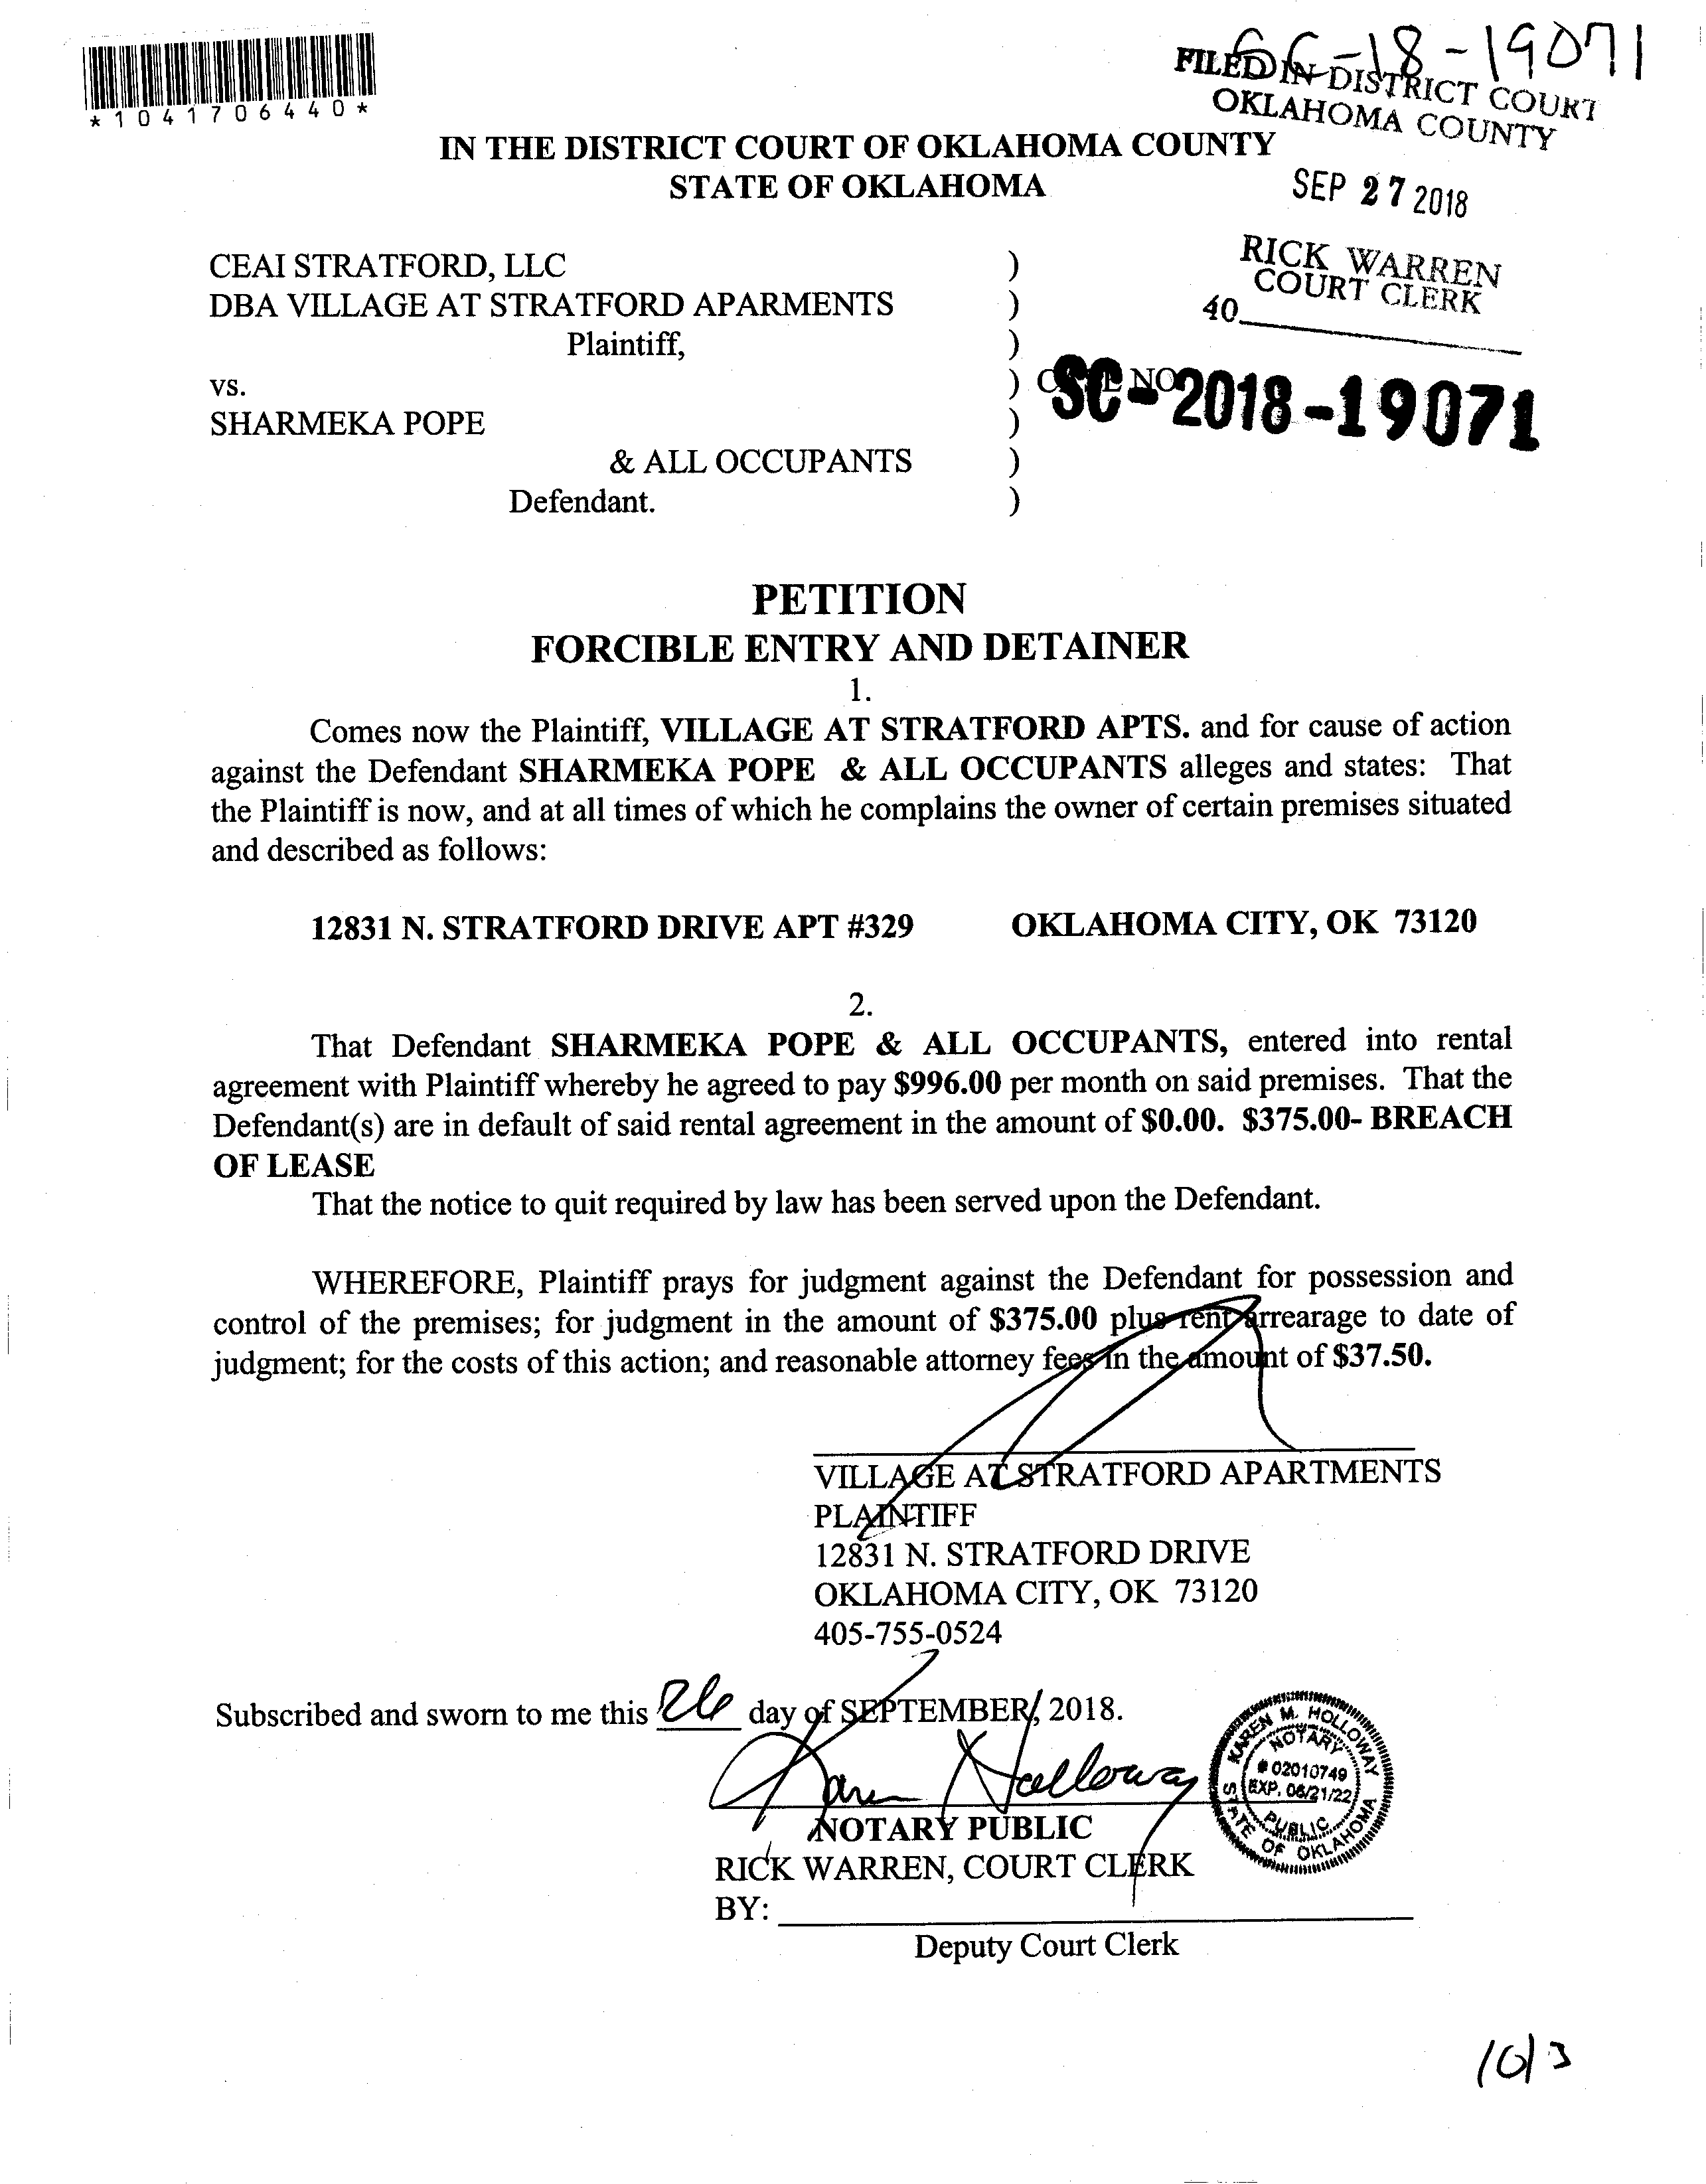 *1041706440*
SC-18-19071
FILED IN DISTRICT COURT
OKLAHOMA COUNTY
IN THE DISTRICT COURT OF OKLAHOMA COUNTY
STATE OF OKLAHOMA
SEP 27 2018
RICK WARREN
COURT CLERK
40
CEAI STRATFORD, LLC )
DBA VILLAGE AT STRATFORD APARMENTS )
Plaintiff, )
vs. ) CASE NO
SC-2018-19071
SHARMEKA POPE )
& ALL OCCUPANTS )
Defendant. )
PETITION
FORCIBLE ENTRY AND DETAINER
1.
Comes now the Plaintiff, VILLAGE AT STRATFORD APTS. and for cause of action
against the Defendant SHARMEKA POPE & ALL OCCUPANTS alleges and states: That
the Plaintiff is now, and at all times of which he complains the owner of certain premises situated
and described as follows:
12831 N. STRATFORD DRIVE APT #329 OKLAHOMA CITY, OK 73120
2.
That Defendant SHARMEKA POPE & ALL OCCUPANTS, entered into rental
agreement with Plaintiff whereby he agreed to pay $996.00 per month on said premises. That the
Defendant(s) are in default of said rental agreement in the amount of $0.00. $375.00- BREACH
OF LEASE
That the notice to quit required by law has been served upon the Defendant.
WHEREFORE, Plaintiff prays for judgment against the Defendant for possession and
control of the premises; for judgment in the amount of $375.00 plus rent arrearage to date of
judgment; for the costs of this action; and reasonable attorney fees in the amount of $37.50.
VILLAGE AT STRATFORD APARTMENTS
PLAINTIFF
12831 N. STRATFORD DRIVE
OKLAHOMA CITY, OK 73120
405-755-0524
Subscribed and sworn to me this 26 day of SEPTEMBER, 2018.
Karen Holloway
KAREN M. HOLLOWAY
NOTARY
# 02010749
EXP. 06/21/22
PUBLIC
STATE OF OKLAHOMA
NOTARY PUBLIC
RICK WARREN, COURT CLERK
BY:
Deputy Court Clerk
10/3